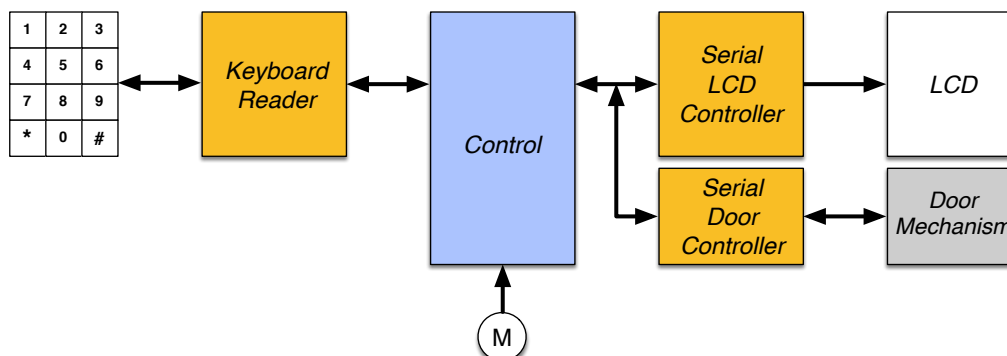 1 2 3
4 5 6
7 8 9
* 0 #
Keyboard
Reader
Control
Serial
LCD
Controller
LCD
Serial
Door
Controller
Door
Mechanism
M